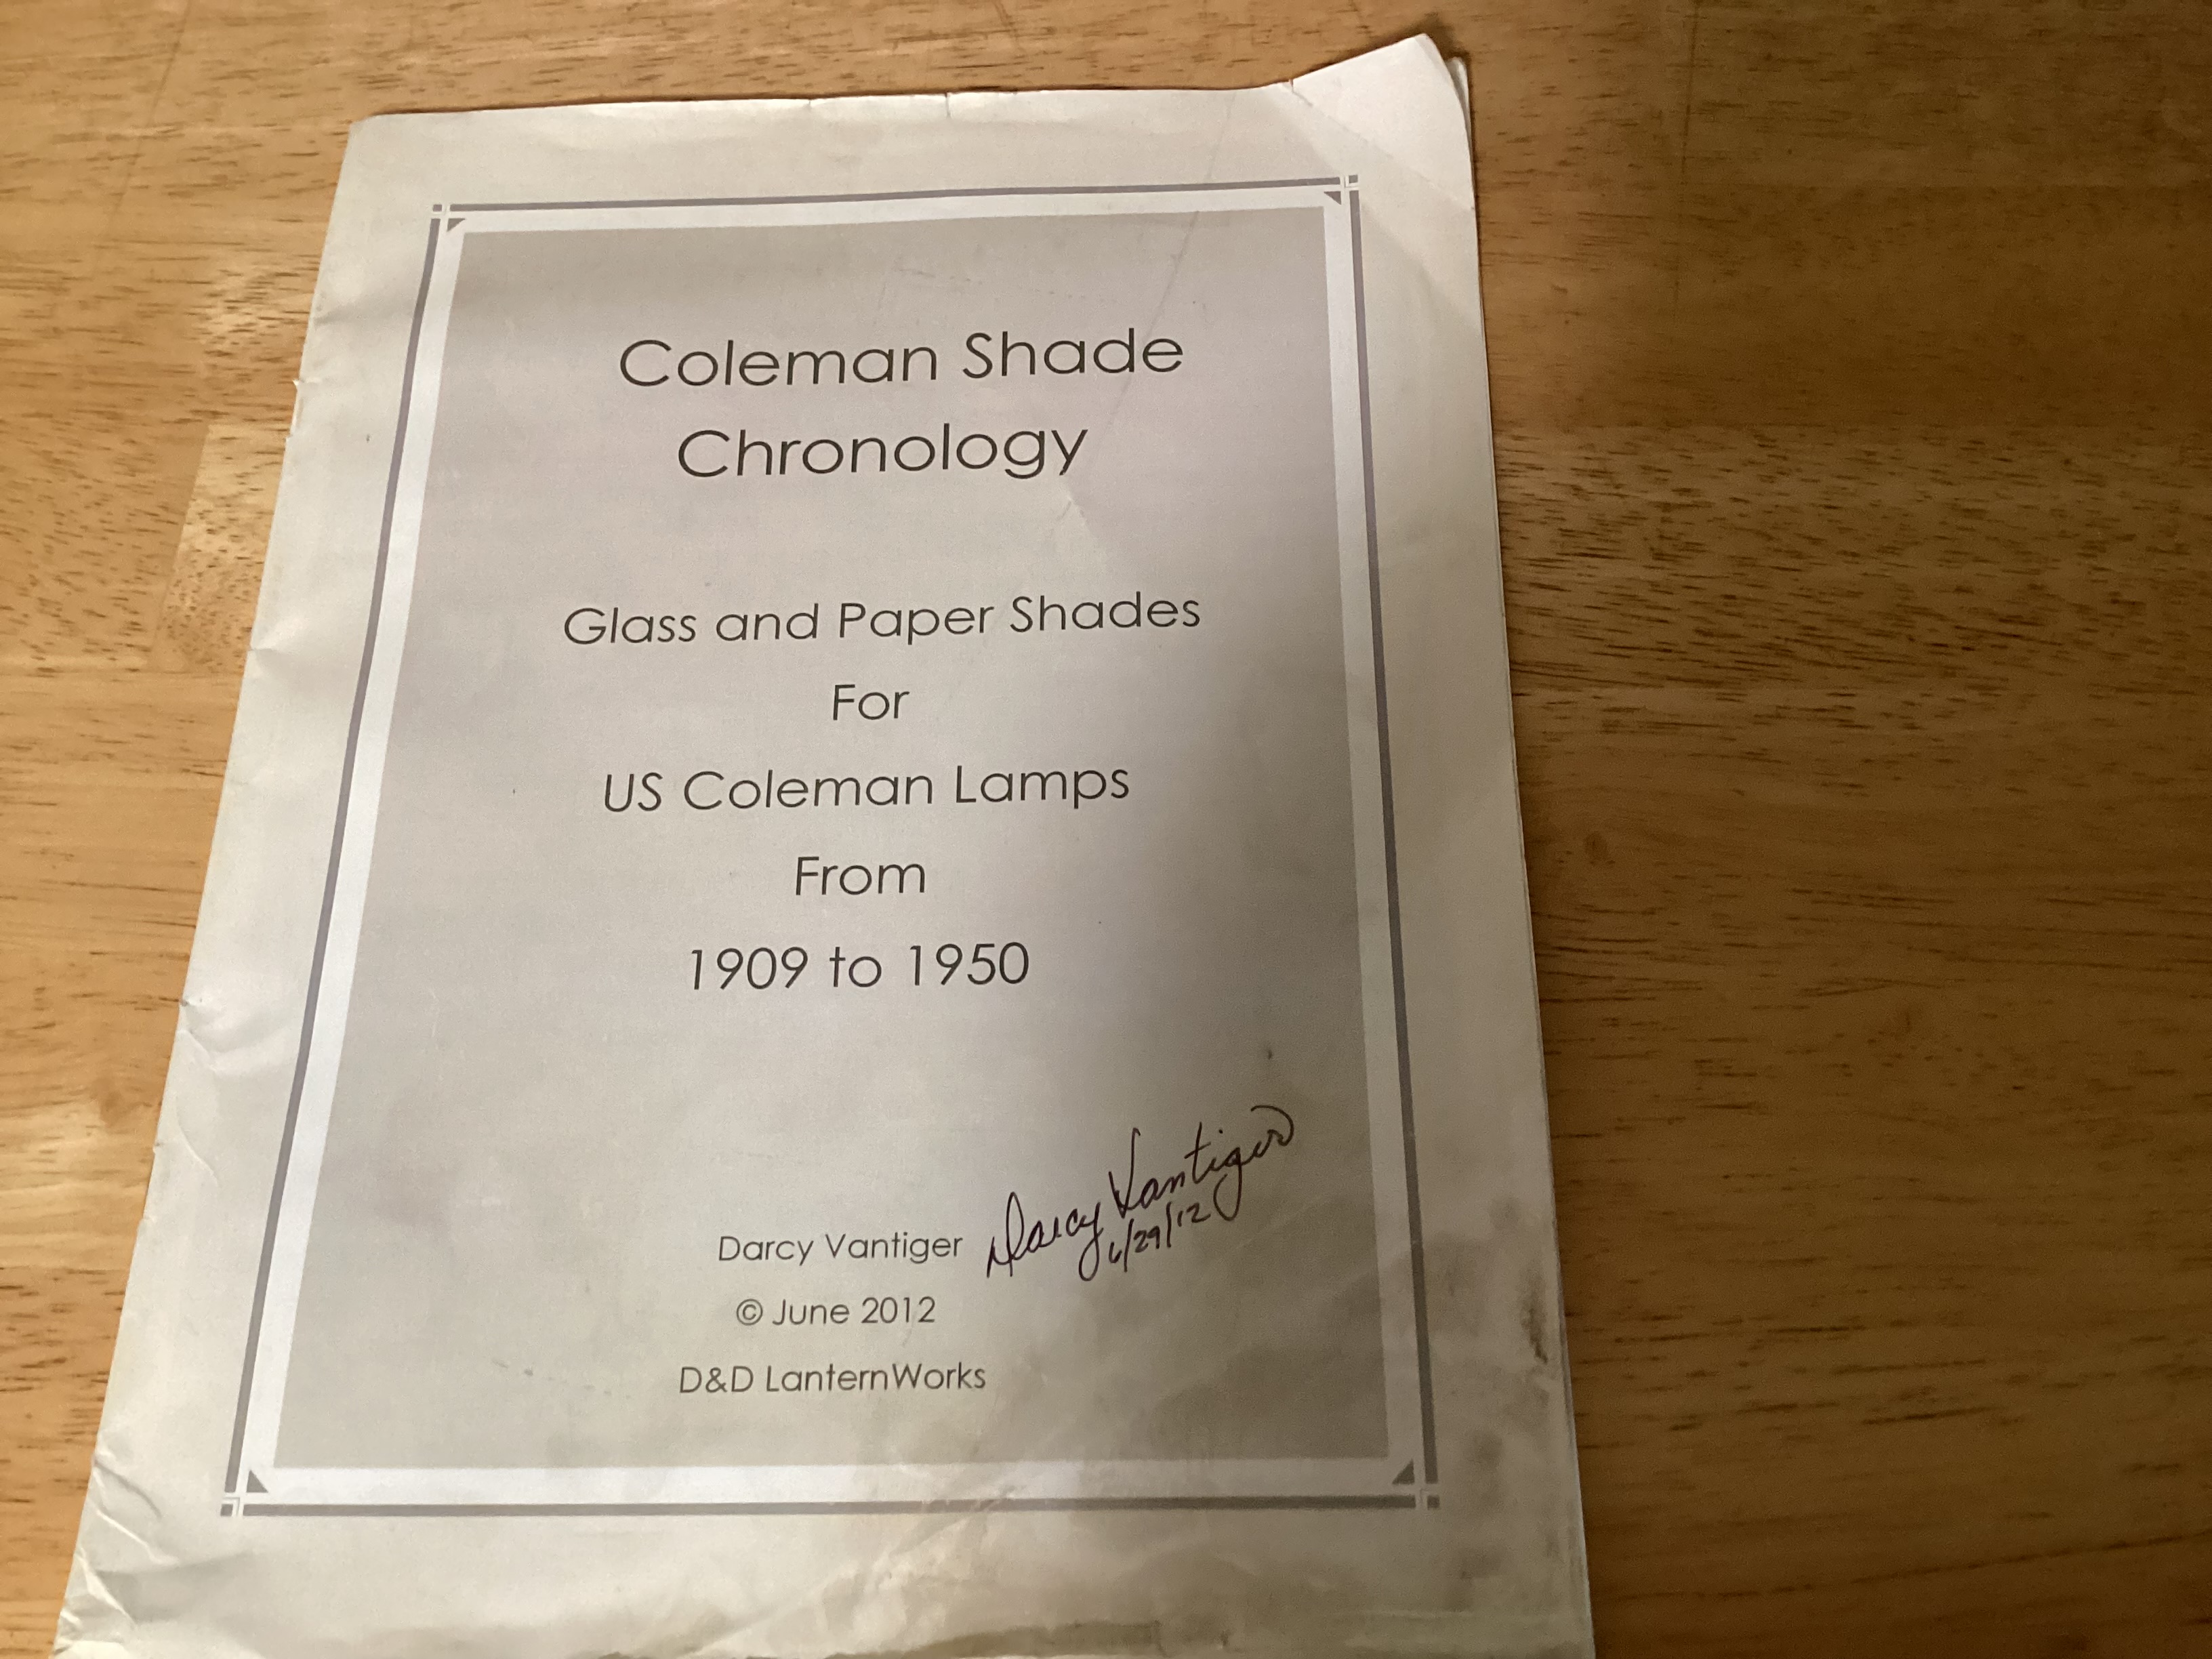 Coleman Shade
Chronology
Glass and Paper Shades
For
US Coleman Lamps
From
1909 to 1950
Darcy Vantiger
Darcy Vantiger
6/29/12
© June 2012
D&D LanternWorks